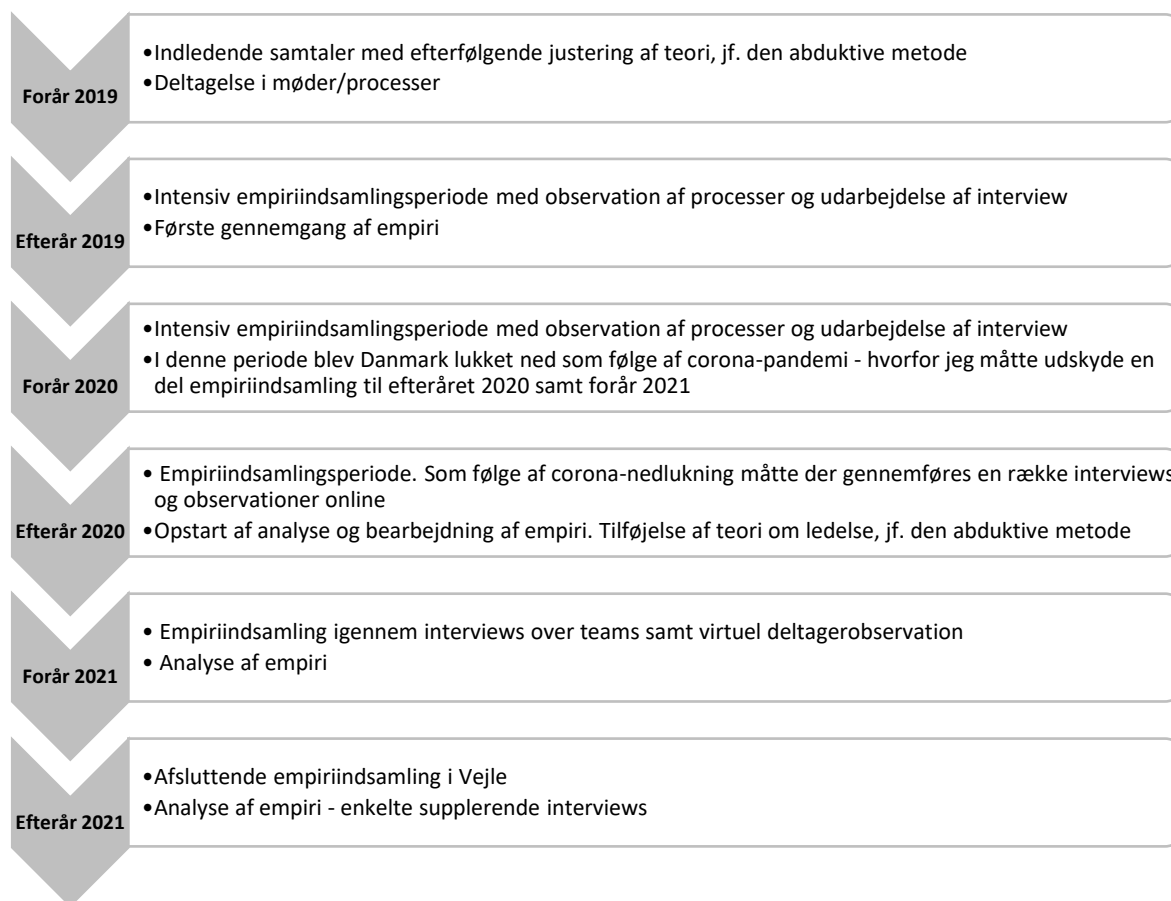 Forår 2019
•Indledende samtaler med efterfølgende justering af teori, jf. den abduktive metode
•Deltagelse i møder/processer
Efterår 2019
•Intensiv empiriindsamlingsperiode med observation af processer og udarbejdelse af interview
•Første gennemgang af empiri
Forår 2020
•Intensiv empiriindsamlingsperiode med observation af processer og udarbejdelse af interview
•I denne periode blev Danmark lukket ned som følge af corona-pandemi - hvorfor jeg måtte udskyde en
del empiriindsamling til efteråret 2020 samt forår 2021
Efterår 2020
• Empiriindsamlingsperiode. Som følge af corona-nedlukning måtte der gennemføres en række interviews
og observationer online
•Opstart af analyse og bearbejdning af empiri. Tilføjelse af teori om ledelse, jf. den abduktive metode
Forår 2021
• Empiriindsamling igennem interviews over teams samt virtuel deltagerobservation
• Analyse af empiri
Efterår 2021
•Afsluttende empiriindsamling i Vejle
•Analyse af empiri - enkelte supplerende interviews